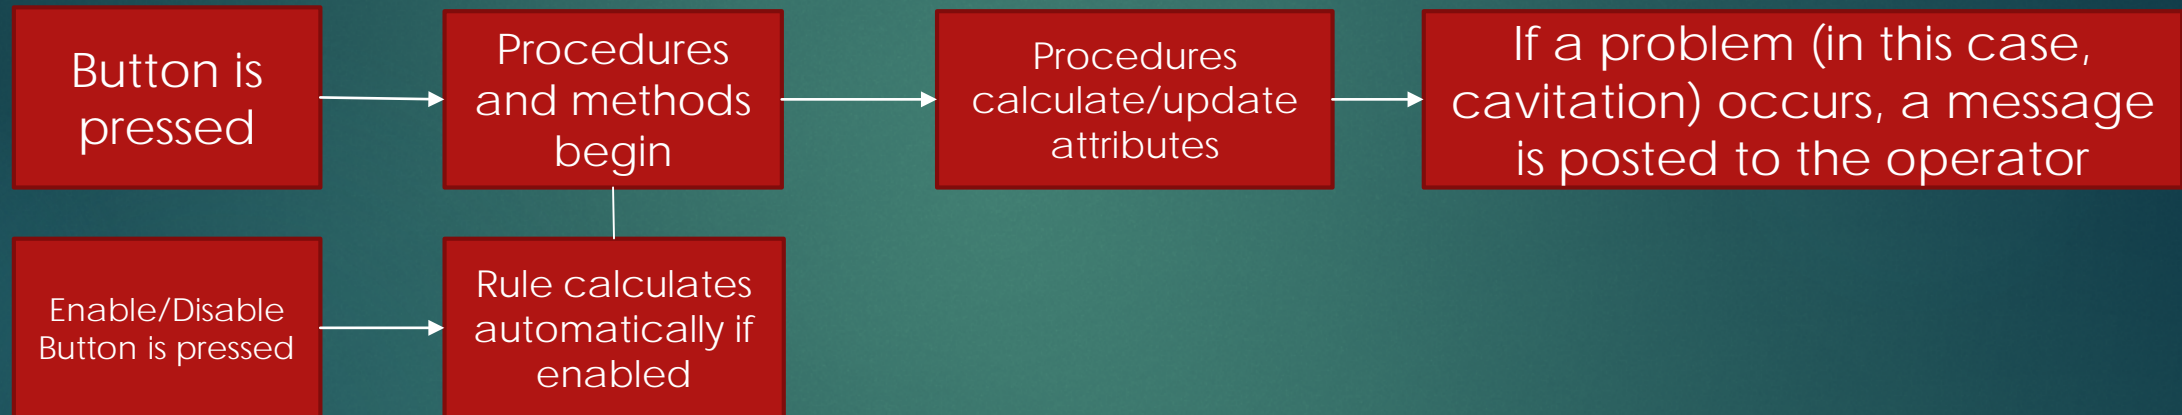 Button is
pressed
Procedures
and methods
begin
Procedures
calculate/update
attributes
If a problem (in this case,
cavitation) occurs, a message
is posted to the operator
Enable/Disable
Button is pressed
Rule calculates
automatically if
enabled